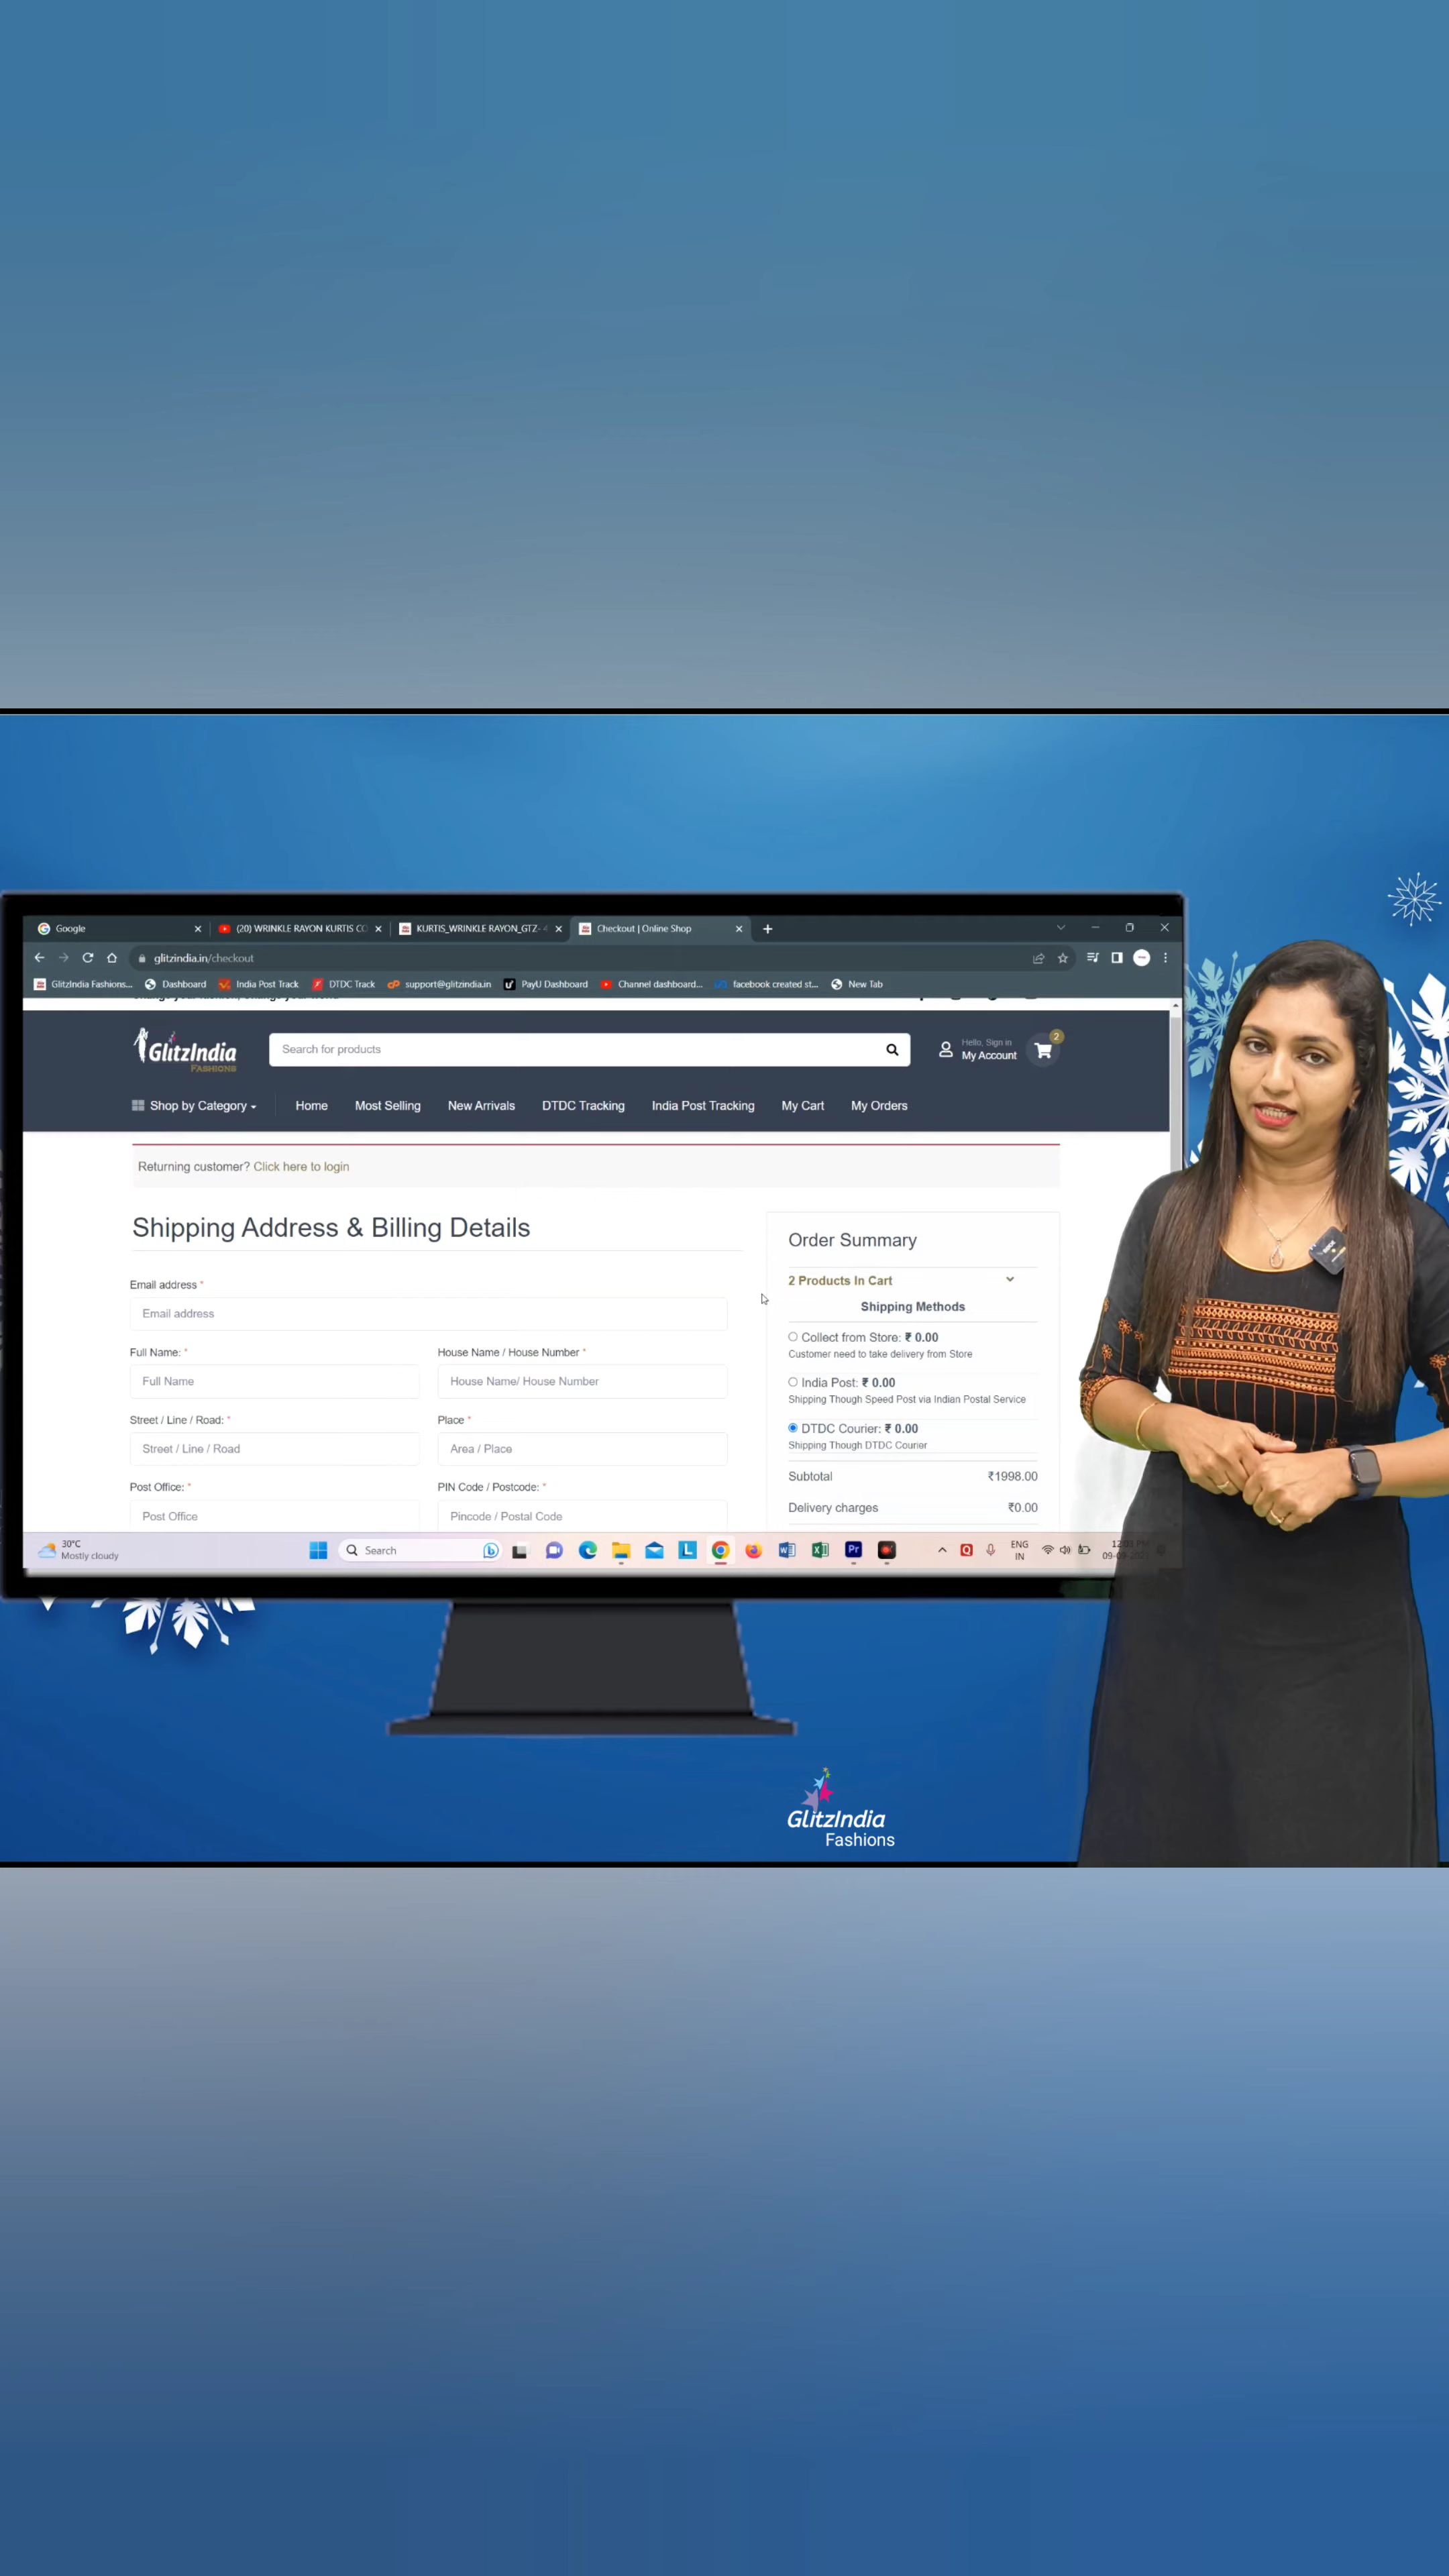 Google
(20) WRINKLE RAYON KURTIS CO
KURTIS_WRINKLE RAYON_GTZ- 4
Checkout | Online Shop
glitzindia.in/checkout
GlitzIndia Fashions...
Dashboard
India Post Track
DTDC Track
support@glitzindia.in
PayU Dashboard
Channel dashboard...
facebook created st...
New Tab
GlitzIndia
FASHIONS
Search for products
Hello, Sign in
My Account
2
Shop by Category
Home
Most Selling
New Arrivals
DTDC Tracking
India Post Tracking
My Cart
My Orders
Returning customer? Click here to login
Shipping Address & Billing Details
Email address *
Email address
Full Name: *
House Name / House Number *
Full Name
House Name/ House Number
Street / Line / Road: *
Place *
Street / Line / Road
Area / Place
Post Office: *
PIN Code / Postcode: *
Post Office
Pincode / Postal Code
Order Summary
2 Products In Cart
Shipping Methods
Collect from Store: ₹ 0.00
Customer need to take delivery from Store
India Post: ₹ 0.00
Shipping Though Speed Post via Indian Postal Service
DTDC Courier: ₹ 0.00
Shipping Though DTDC Courier
Subtotal ₹1998.00
Delivery charges ₹0.00
30°C
Mostly cloudy
Search
ENG
IN
GlitzIndia
Fashions